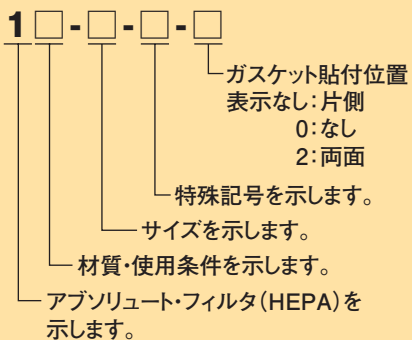 1□-□-□-□
ガスケット貼付位置
表示なし:片側
0:なし
2:両面
特殊記号を示します。
サイズを示します。
材質・使用条件を示します。
アブソリュート・フィルタ(HEPA)を
示します。